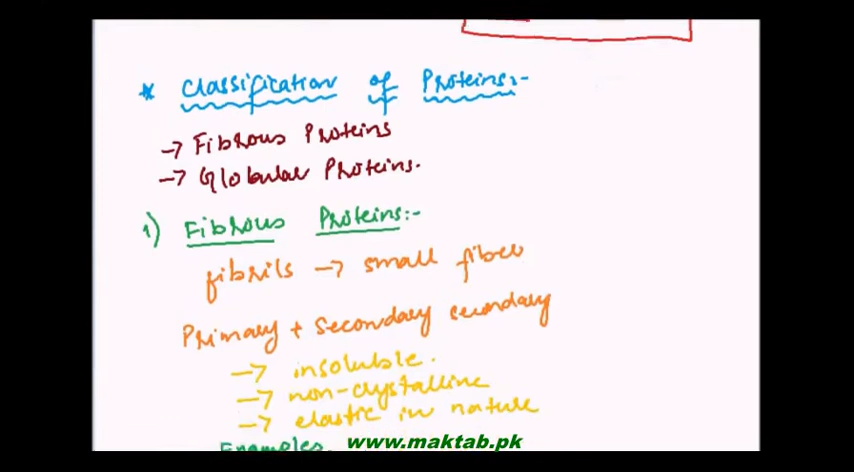 * Classification of Proteins:-
→ Fibrous Proteins
→ Globular Proteins.
1) Fibrous Proteins:-
fibrils → small fiber
Primary + Secondary secondary
→ insoluble.
→ non-crystalline
→ elastic in nature
Examples.
www.maktab.pk